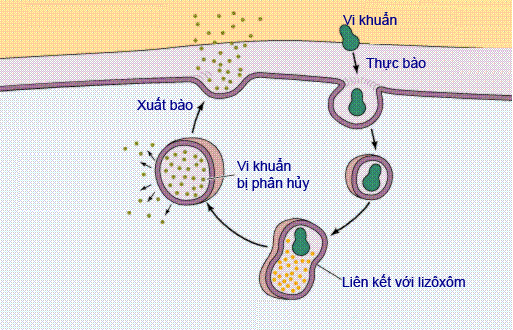 Vi khuẩn
Thực bào
Xuất bào
Vi khuẩn
bị phân hủy
Liên kết với lizôxôm